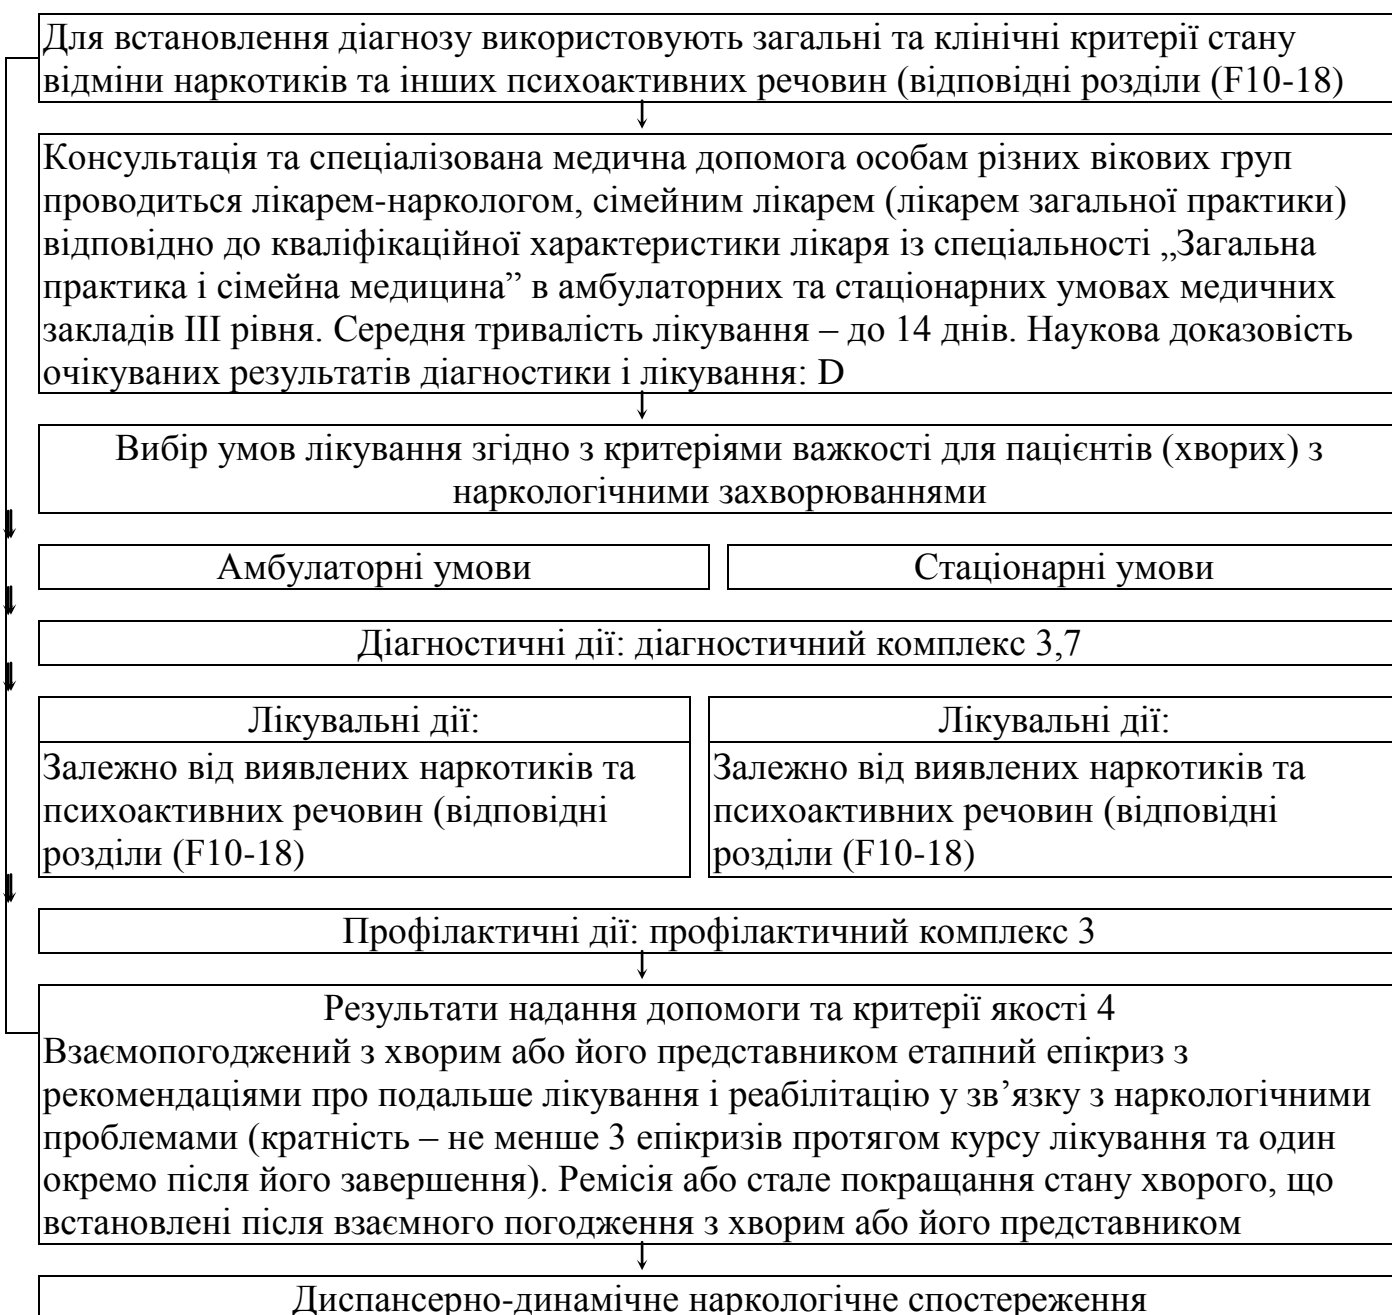 Для встановлення діагнозу використовують загальні та клінічні критерії стану
відміни наркотиків та інших психоактивних речовин (відповідні розділи (F10-18)
Консультація та спеціалізована медична допомога особам різних вікових груп
проводиться лікарем-наркологом, сімейним лікарем (лікарем загальної практики)
відповідно до кваліфікаційної характеристики лікаря із спеціальності „Загальна
практика і сімейна медицина” в амбулаторних та стаціонарних умовах медичних
закладів III рівня. Середня тривалість лікування – до 14 днів. Наукова доказовість
очікуваних результатів діагностики і лікування: D
Вибір умов лікування згідно з критеріями важкості для пацієнтів (хворих) з
наркологічними захворюваннями
Амбулаторні умови
Стаціонарні умови
Діагностичні дії: діагностичний комплекс 3,7
Лікувальні дії:
Залежно від виявлених наркотиків та
психоактивних речовин (відповідні
розділи (F10-18)
Лікувальні дії:
Залежно від виявлених наркотиків та
психоактивних речовин (відповідні
розділи (F10-18)
Профілактичні дії: профілактичний комплекс 3
Результати надання допомоги та критерії якості 4
Взаємопогоджений з хворим або його представником етапний епікриз з
рекомендаціями про подальше лікування і реабілітацію у зв’язку з наркологічними
проблемами (кратність – не менше 3 епікризів протягом курсу лікування та один
окремо після його завершення). Ремісія або стале покращання стану хворого, що
встановлені після взаємного погодження з хворим або його представником
Диспансерно-динамічне наркологічне спостереження